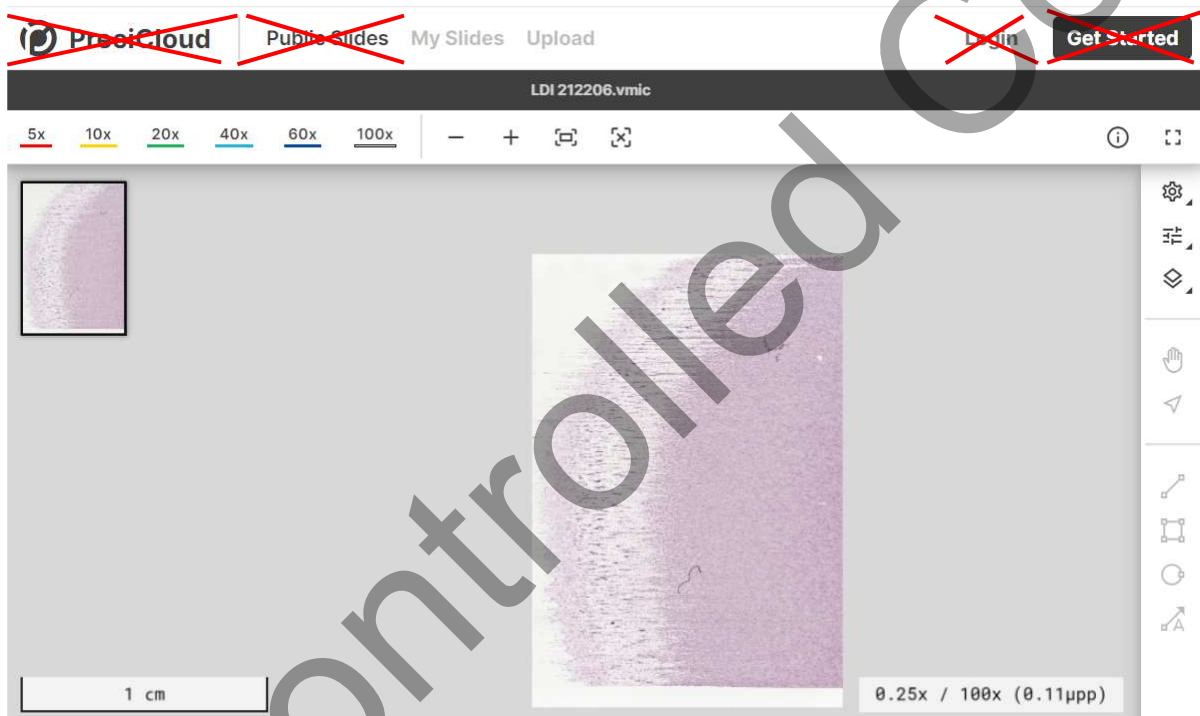 PreciCloud Public Slides My Slides Upload Login Get Started
LDI 212206.vmic
5x 10x 20x 40x 60x 100x
1 cm
0.25x / 100x (0.11µpp)
ontrolled Co